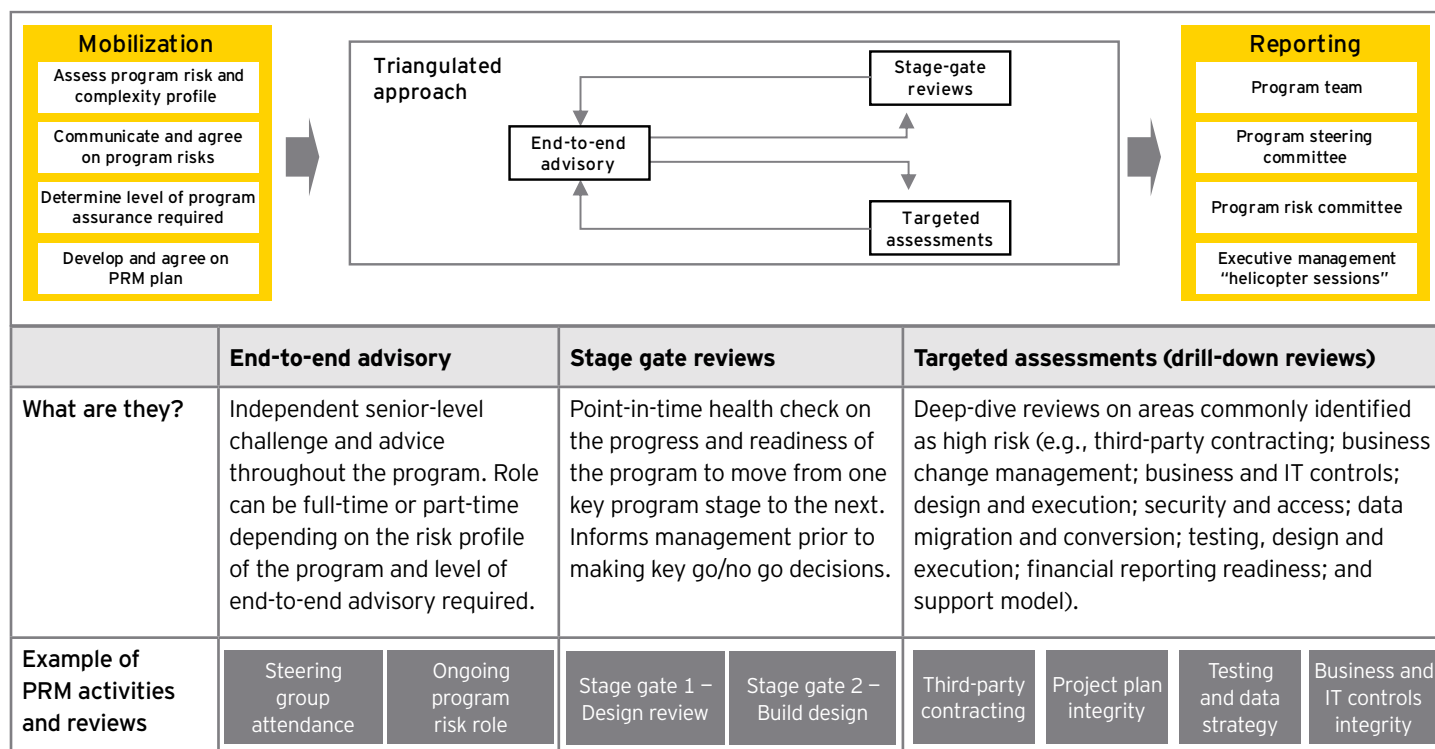 Mobilization
Assess program risk and
complexity profile
Communicate and agree
on program risks
Determine level of program
assurance required
Develop and agree on
PRM plan
Triangulated
approach
Stage-gate
reviews
End-to-end
advisory
Targeted
assessments
Reporting
Program team
Program steering
committee
Program risk committee
Executive management
“helicopter sessions”
End-to-end advisory
Stage gate reviews
Targeted assessments (drill-down reviews)
What are they?
Independent senior-level
challenge and advice
throughout the program. Role
can be full-time or part-time
depending on the risk profile
of the program and level of
end-to-end advisory required.
Point-in-time health check on
the progress and readiness of
the program to move from one
key program stage to the next.
Informs management prior to
making key go/no go decisions.
Deep-dive reviews on areas commonly identified
as high risk (e.g., third-party contracting; business
change management; business and IT controls;
design and execution; security and access; data
migration and conversion; testing, design and
execution; financial reporting readiness; and
support model).
Example of
PRM activities
and reviews
Steering
group
attendance
Ongoing
program
risk role
Stage gate 1 –
Design review
Stage gate 2 –
Build design
Third-party
contracting
Project plan
integrity
Testing
and data
strategy
Business and
IT controls
integrity